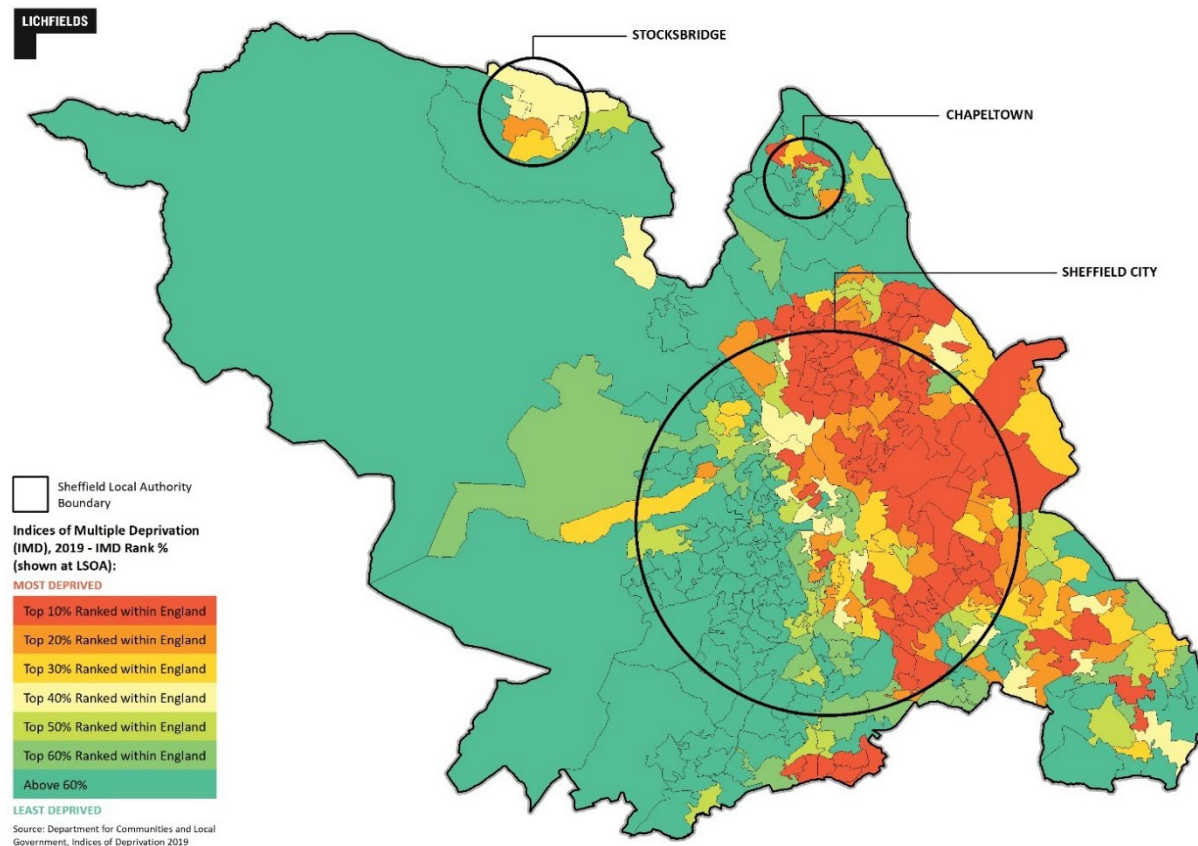 LICHFIELDS
STOCKSBRIDGE
CHAPELTOWN
SHEFFIELD CITY
Sheffield Local Authority
Boundary
Indices of Multiple Deprivation
(IMD), 2019 - IMD Rank %
(shown at LSOA):
MOST DEPRIVED
Top 10% Ranked within England
Top 20% Ranked within England
Top 30% Ranked within England
Top 40% Ranked within England
Top 50% Ranked within England
Top 60% Ranked within England
Above 60%
LEAST DEPRIVED
Source: Department for Communities and Local
Government, Indices of Deprivation 2019